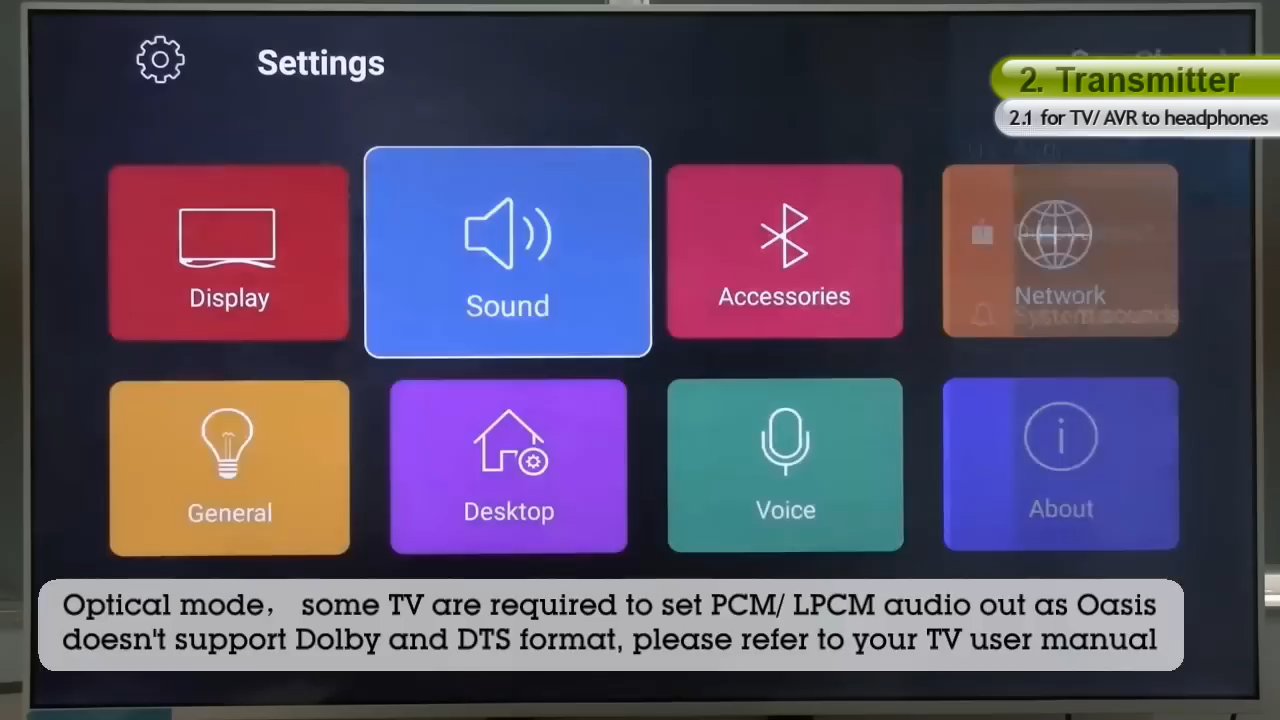 Settings
2. Transmitter
2.1 for TV/ AVR to headphones
Display
Sound
Accessories
Network
System sounds
General
Desktop
Voice
About
Optical mode, some TV are required to set PCM/ LPCM audio out as Oasis
doesn't support Dolby and DTS format, please refer to your TV user manual